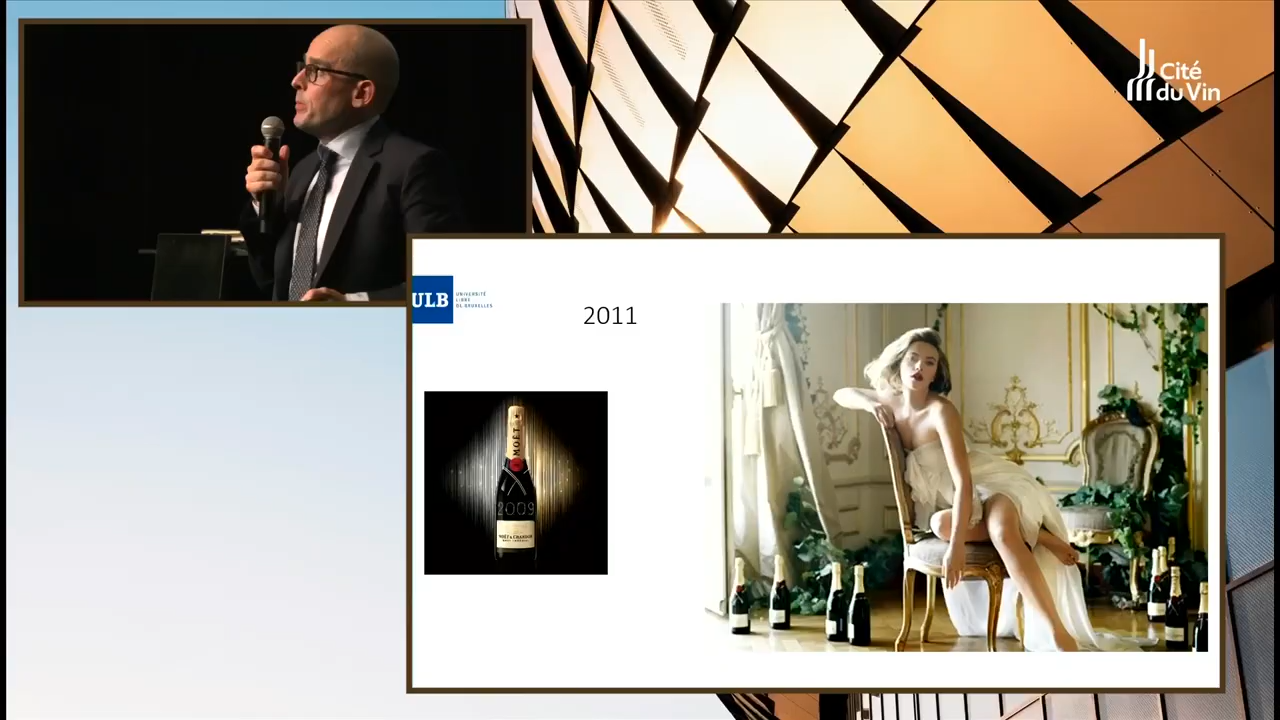 Cité
du Vin
ULB
UNIVERSITÉ
LIBRE
DE BRUXELLES
2011
MOËT
2009
MOËT & CHANDON